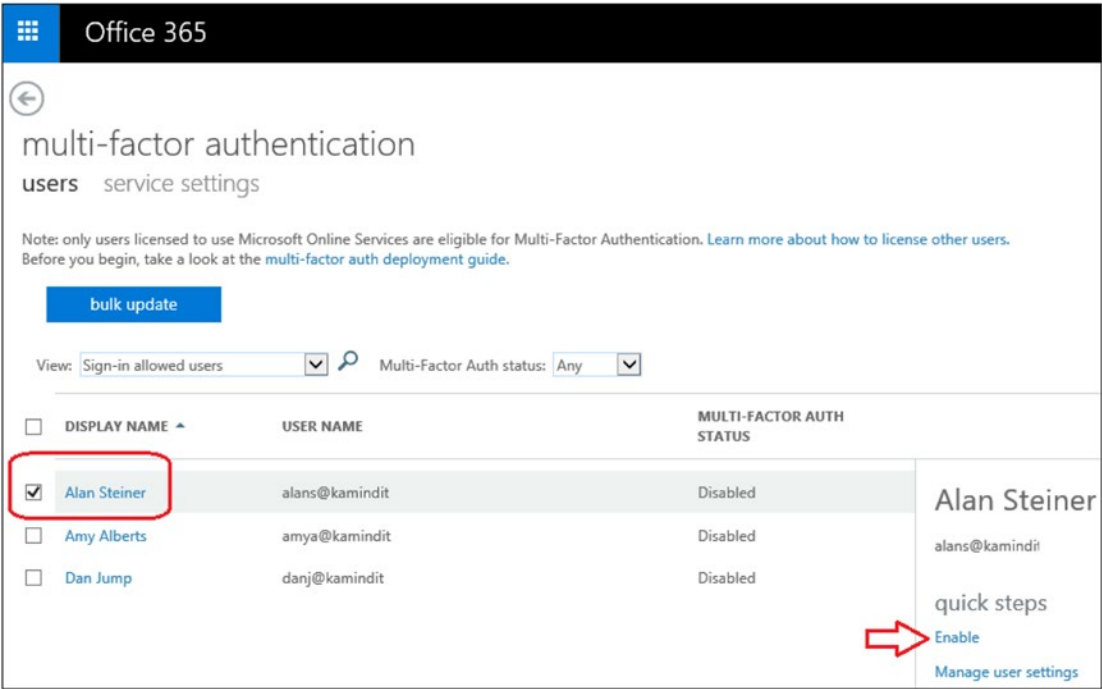 Office 365
multi-factor authentication
users service settings
Note: only users licensed to use Microsoft Online Services are eligible for Multi-Factor Authentication. Learn more about how to license other users.
Before you begin, take a look at the multi-factor auth deployment guide.
bulk update
View: Sign-in allowed users Multi-Factor Auth status: Any
DISPLAY NAME USER NAME MULTI-FACTOR AUTH
STATUS
Alan Steiner alans@kamindit Disabled
Amy Alberts amya@kamindit Disabled
Dan Jump danj@kamindit Disabled
Alan Steiner
alans@kamindit
quick steps
Enable
Manage user settings